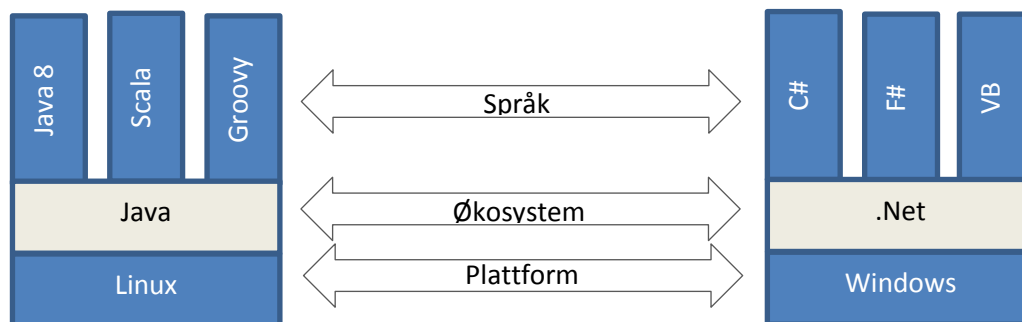 Java 8
Scala
Groovy
Språk
C#
F#
VB
Java
Økosystem
.Net
Linux
Plattform
Windows